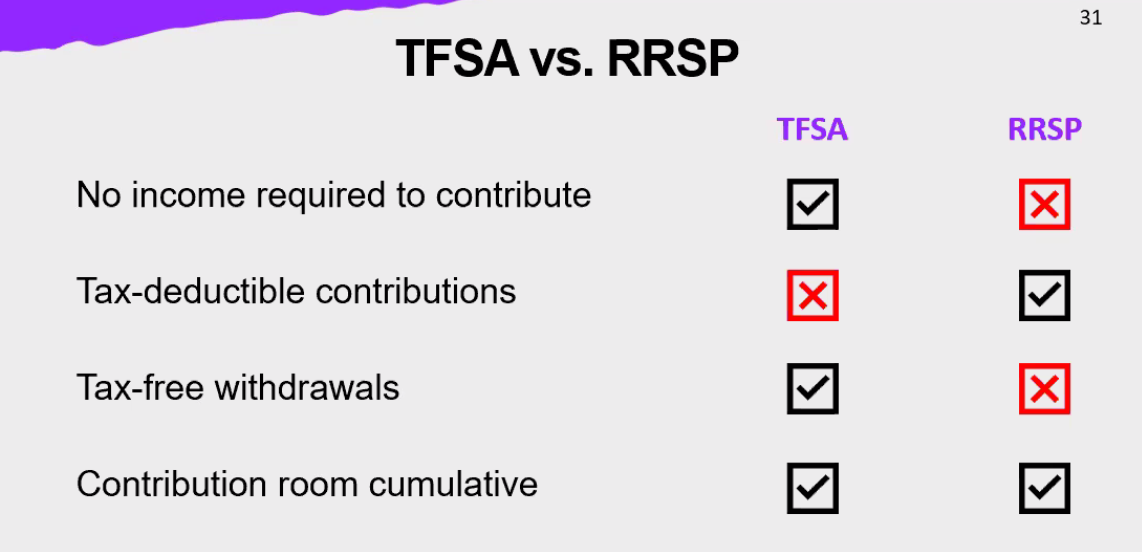 31
TFSA vs. RRSP
TFSA RRSP
No income required to contribute
Tax-deductible contributions
Tax-free withdrawals
Contribution room cumulative